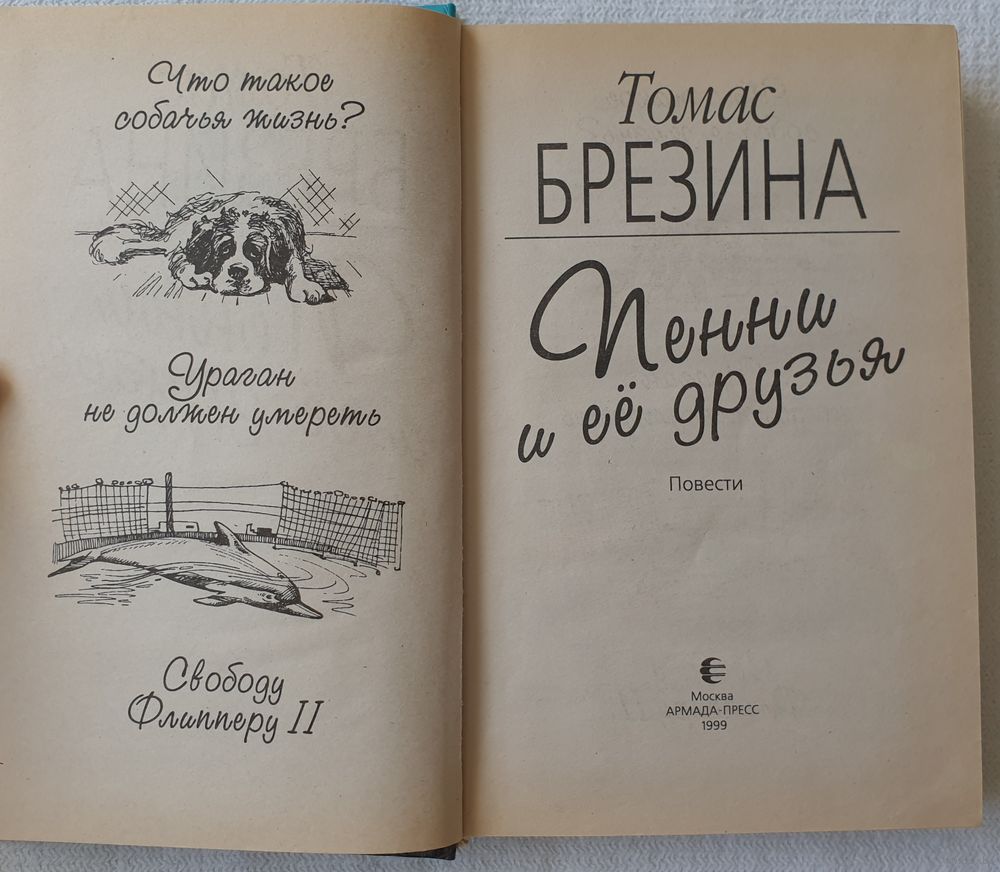 Что такое
собачья жизнь?
Ураган
не должен умереть
Свободу
Флипперу II
Томас
БРЕЗИНА
Пенни
и её друзья
Повести
Москва
АРМАДА-ПРЕСС
1999